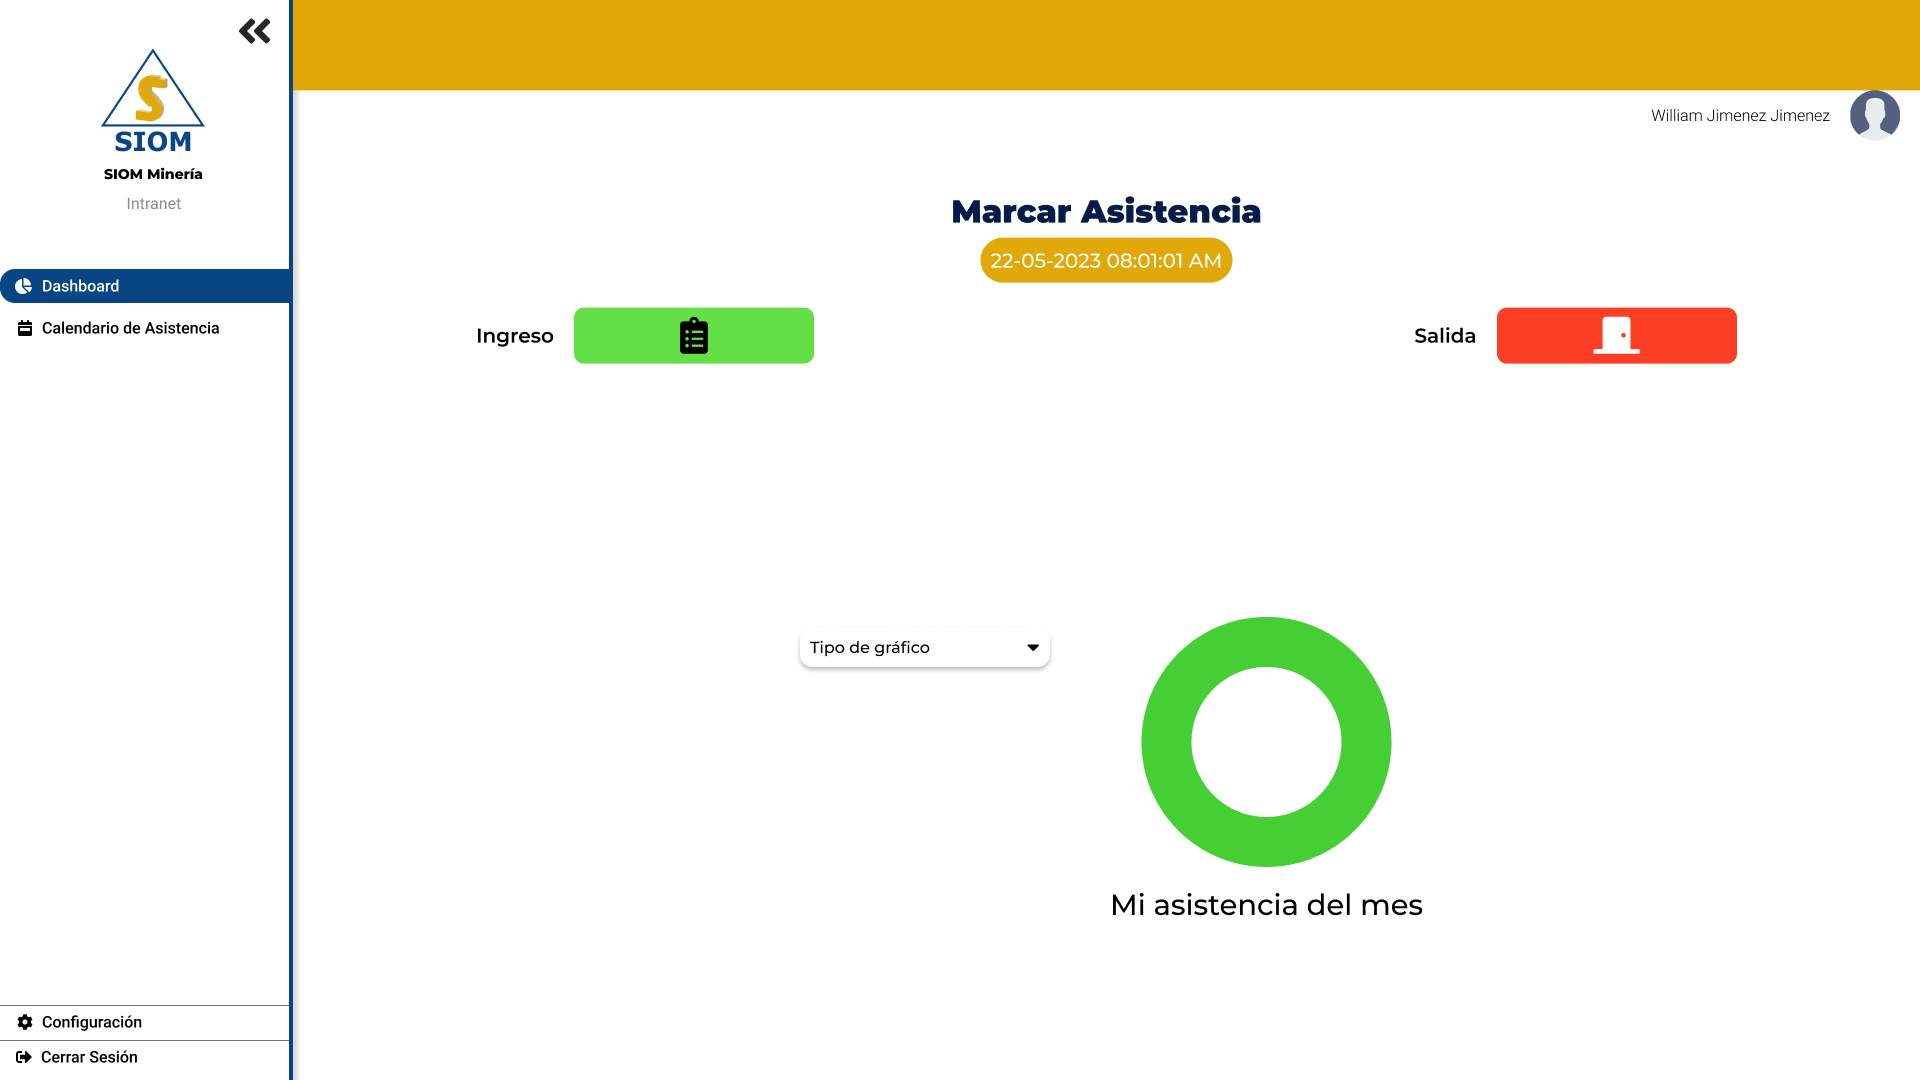 S
SIOM
SIOM Minería
Intranet
Dashboard
Calendario de Asistencia
Configuración
Cerrar Sesión
William Jimenez Jimenez
Marcar Asistencia
22-05-2023 08:01:01 AM
Ingreso
Salida
Tipo de gráfico
Mi asistencia del mes